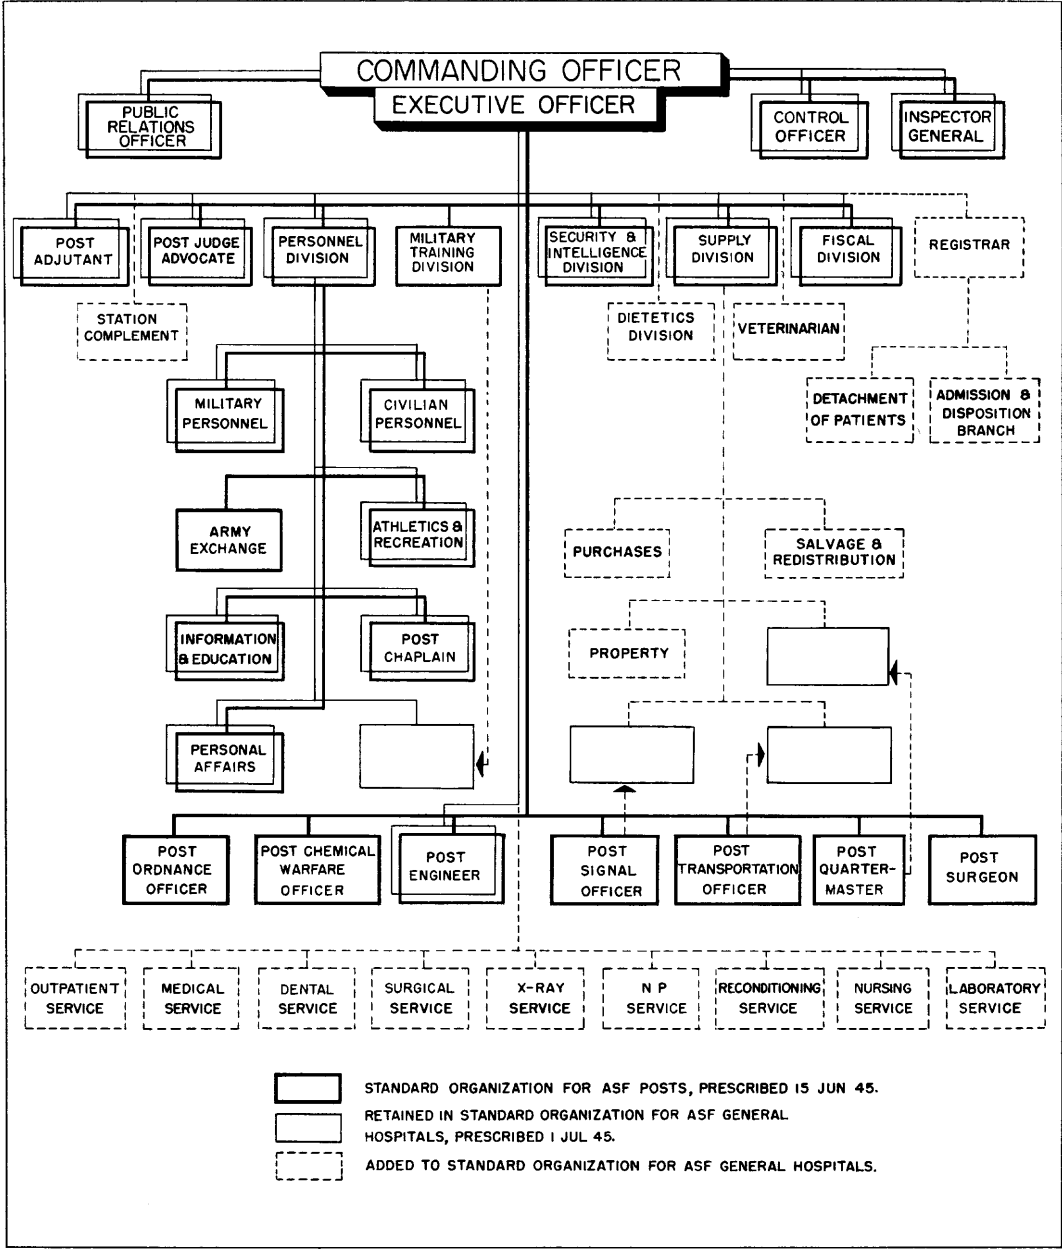 COMMANDING OFFICER
EXECUTIVE OFFICER
PUBLIC
RELATIONS
OFFICER
CONTROL
OFFICER
INSPECTOR
GENERAL
POST
ADJUTANT
POST JUDGE
ADVOCATE
PERSONNEL
DIVISION
MILITARY
TRAINING
DIVISION
SECURITY &
INTELLIGENCE
DIVISION
SUPPLY
DIVISION
FISCAL
DIVISION
REGISTRAR
STATION
COMPLEMENT
DIETETICS
DIVISION
VETERINARIAN
MILITARY
PERSONNEL
CIVILIAN
PERSONNEL
DETACHMENT
OF PATIENTS
ADMISSION &
DISPOSITION
BRANCH
ARMY
EXCHANGE
ATHLETICS &
RECREATION
PURCHASES
SALVAGE &
REDISTRIBUTION
INFORMATION
& EDUCATION
POST
CHAPLAIN
PROPERTY
PERSONAL
AFFAIRS
POST
ORDNANCE
OFFICER
POST CHEMICAL
WARFARE
OFFICER
POST
ENGINEER
POST
SIGNAL
OFFICER
POST
TRANSPORTATION
OFFICER
POST
QUARTER-
MASTER
POST
SURGEON
OUTPATIENT
SERVICE
MEDICAL
SERVICE
DENTAL
SERVICE
SURGICAL
SERVICE
X-RAY
SERVICE
N P
SERVICE
RECONDITIONING
SERVICE
NURSING
SERVICE
LABORATORY
SERVICE
STANDARD ORGANIZATION FOR ASF POSTS, PRESCRIBED 15 JUN 45.
RETAINED IN STANDARD ORGANIZATION FOR ASF GENERAL
HOSPITALS, PRESCRIBED 1 JUL 45.
ADDED TO STANDARD ORGANIZATION FOR ASF GENERAL HOSPITALS.